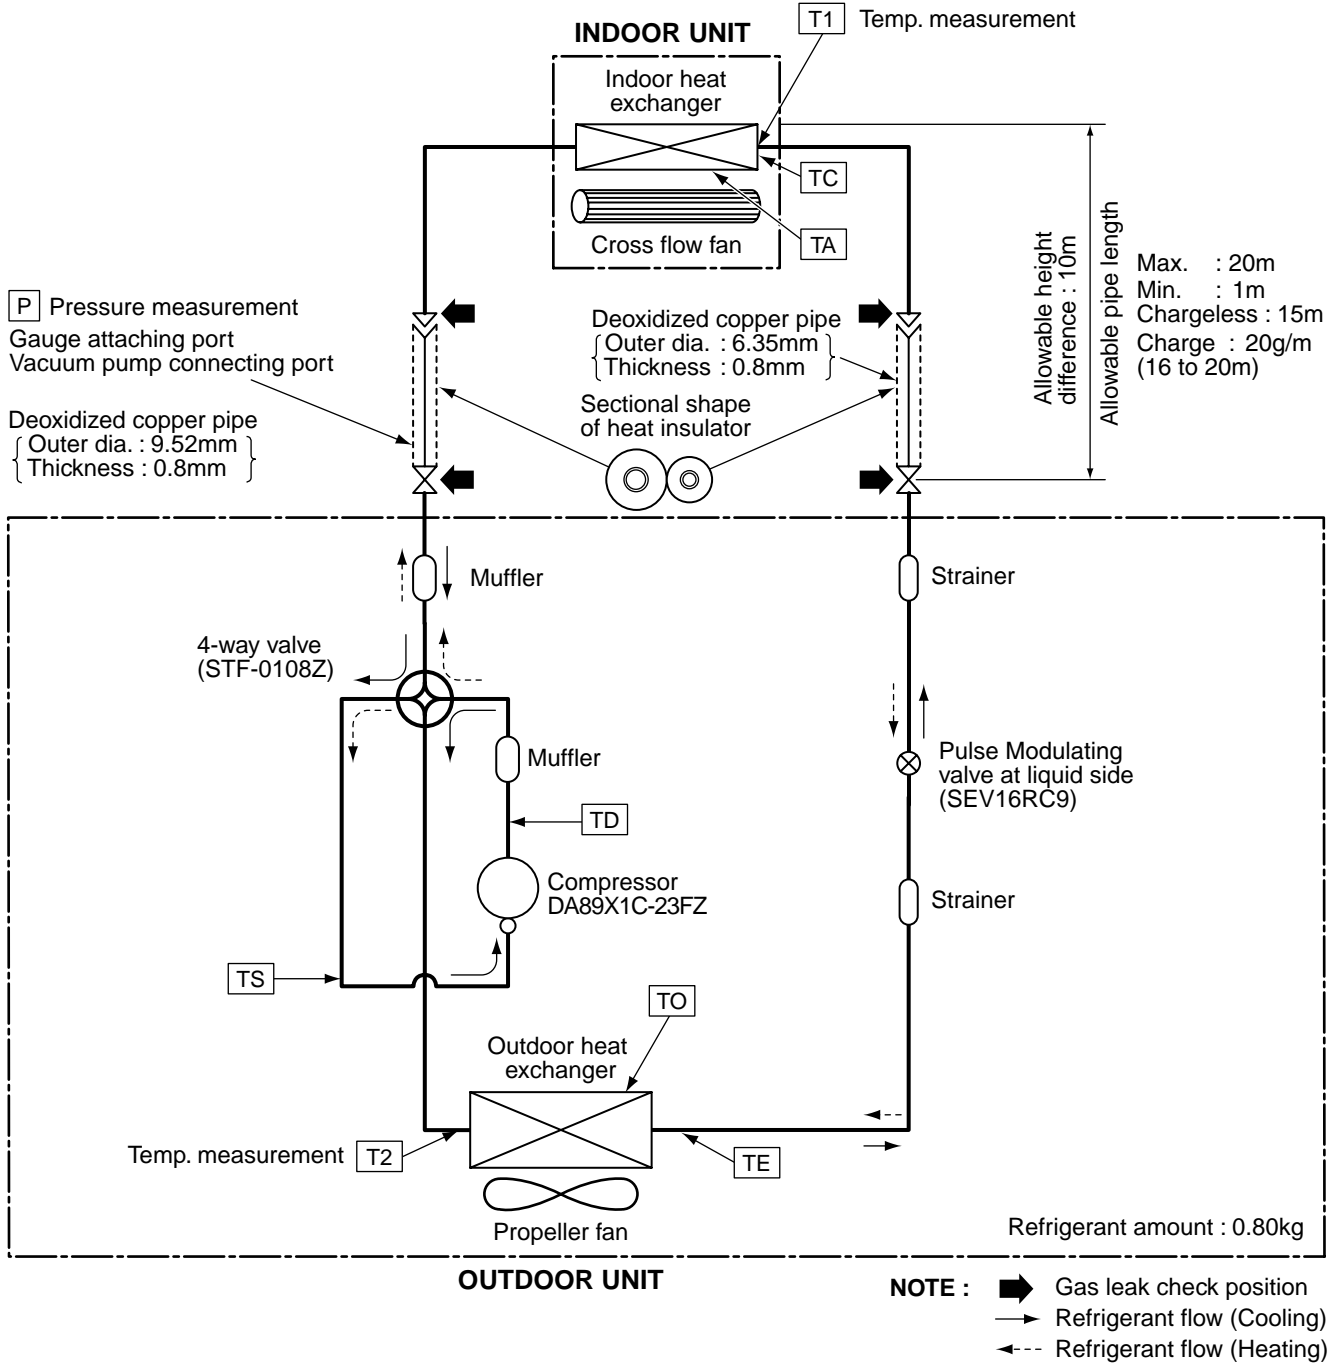 T1 Temp. measurement
INDOOR UNIT
Indoor heat
exchanger
TC
TA
Cross flow fan
Allowable height
difference : 10m
Allowable pipe length
Max. : 20m
Min. : 1m
Chargeless : 15m
Charge : 20g/m
(16 to 20m)
P Pressure measurement
Gauge attaching port
Vacuum pump connecting port
Deoxidized copper pipe
Outer dia. : 9.52mm
Thickness : 0.8mm
Deoxidized copper pipe
Outer dia. : 6.35mm
Thickness : 0.8mm
Sectional shape
of heat insulator
Muffler
Strainer
4-way valve
(STF-0108Z)
Muffler
Pulse Modulating
valve at liquid side
(SEV16RC9)
TD
Compressor
DA89X1C-23FZ
Strainer
TS
TO
Outdoor heat
exchanger
Temp. measurement T2
TE
Propeller fan
Refrigerant amount : 0.80kg
OUTDOOR UNIT
NOTE : Gas leak check position
Refrigerant flow (Cooling)
Refrigerant flow (Heating)